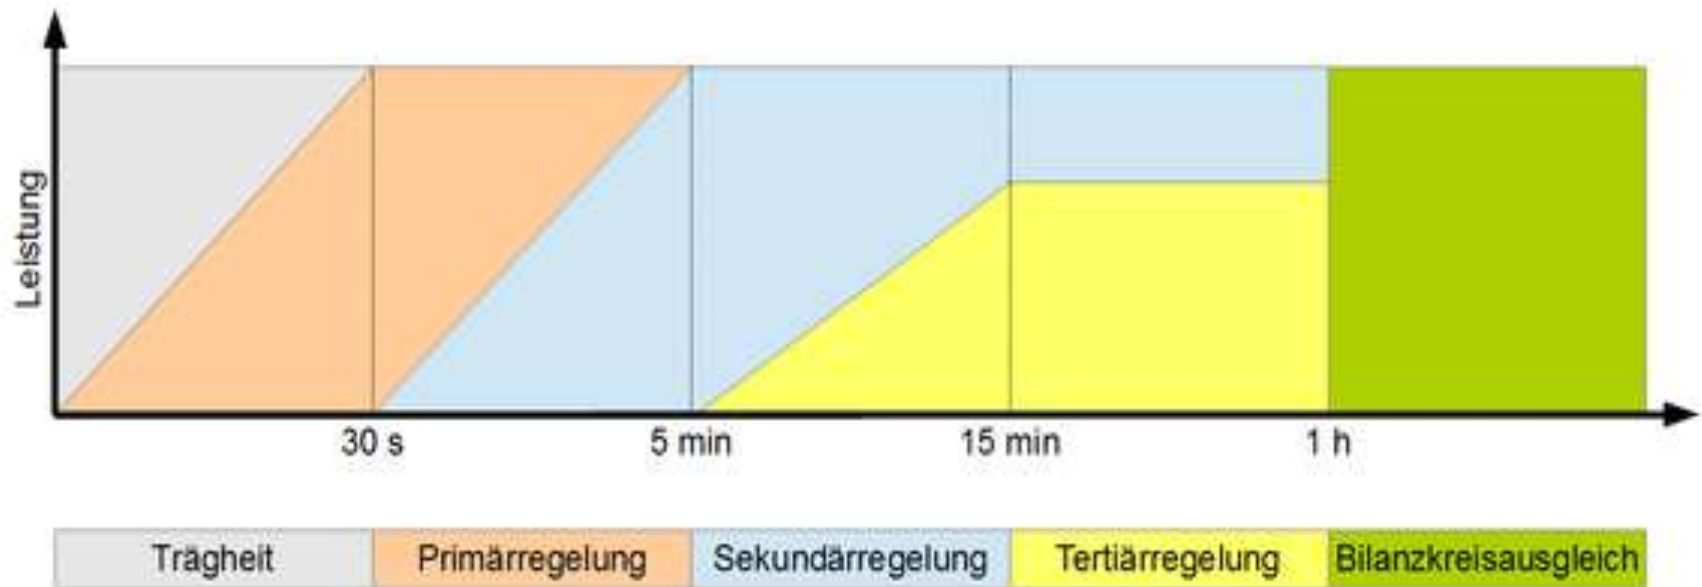 Leistung
30 s 5 min 15 min 1 h
Trägheit Primärregelung Sekundärregelung Tertiärregelung Bilanzkreisausgleich